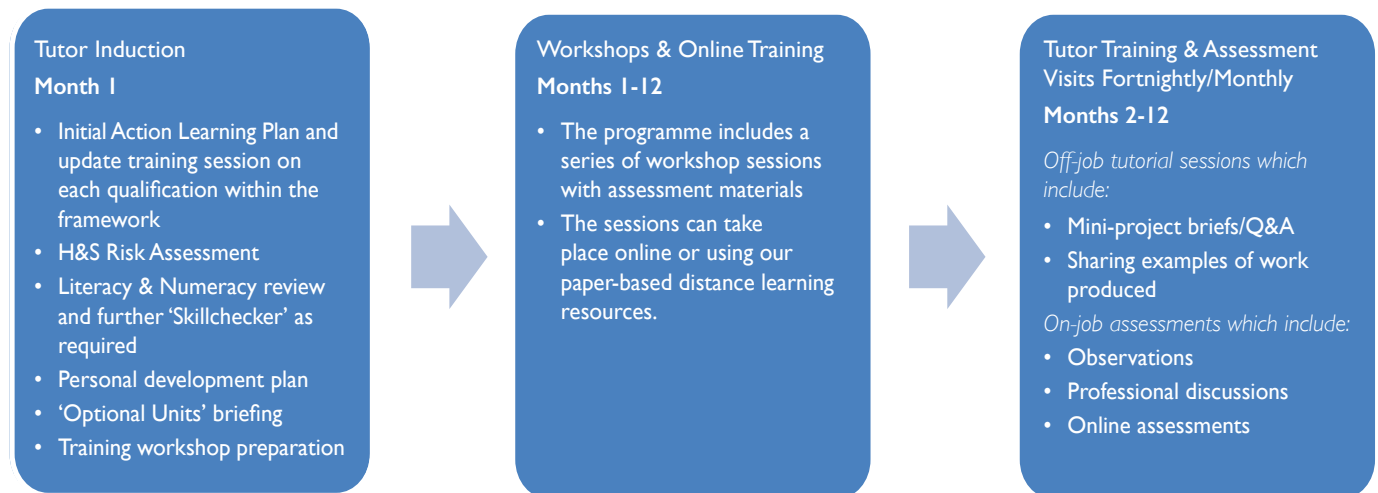 Tutor Induction
Month 1
• Initial Action Learning Plan and
update training session on
each qualification within the
framework
• H&S Risk Assessment
• Literacy & Numeracy review
and further ‘Skillchecker’ as
required
• Personal development plan
• ‘Optional Units’ briefing
• Training workshop preparation
Workshops & Online Training
Months 1-12
• The programme includes a
series of workshop sessions
with assessment materials
• The sessions can take
place online or using our
paper-based distance learning
resources.
Tutor Training & Assessment
Visits Fortnightly/Monthly
Months 2-12
Off-job tutorial sessions which
include:
• Mini-project briefs/Q&A
• Sharing examples of work
produced
On-job assessments which include:
• Observations
• Professional discussions
• Online assessments